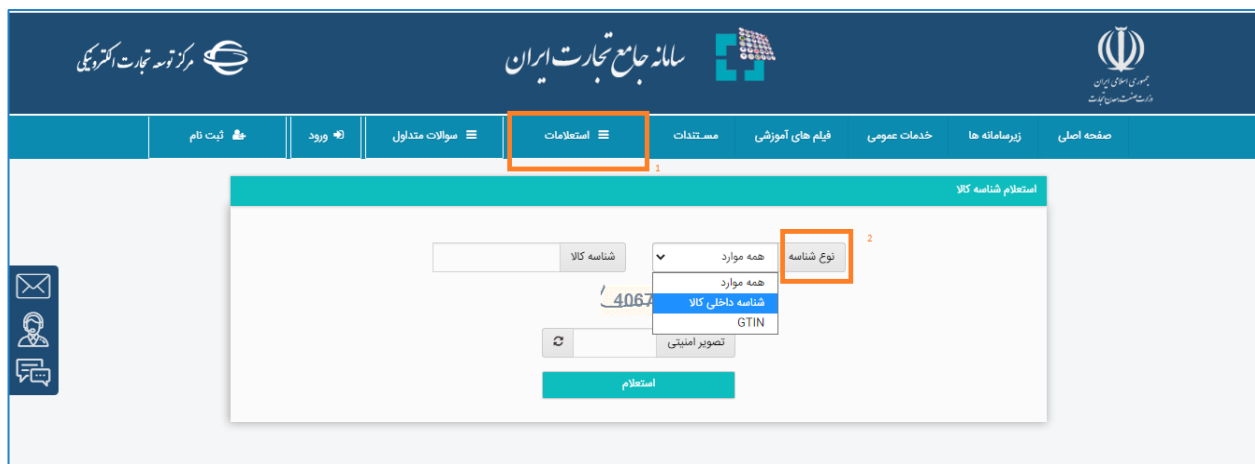 جمهوری اسلامی ایران
وزارت صنعت، معدن و تجارت
سامانه جامع تجارت ایران
مرکز توسعه تجارت الکترونیکی
صفحه اصلی
زیرسامانه ها
خدمات عمومی
فیلم های آموزشی
مستندات
استعلامات
سوالات متداول
ورود
ثبت نام
1
استعلام شناسه کالا
2
نوع شناسه
همه موارد
شناسه کالا
همه موارد
شناسه داخلی کالا
GTIN
4067
تصویر امنیتی
استعلام